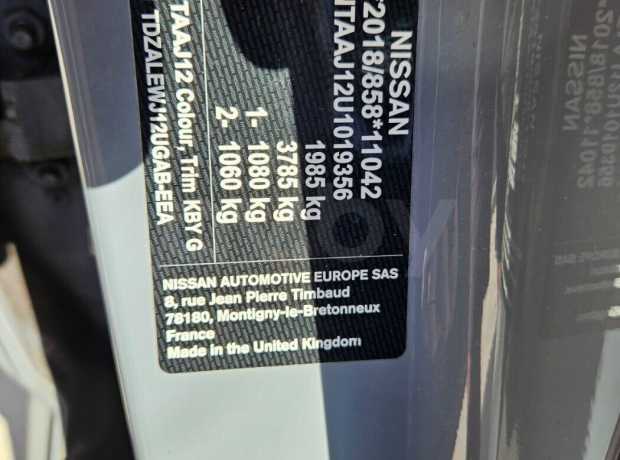 NISSAN
*2018/858*11042
NTAAJ12U1019356
1985 kg
3785 kg
1- 1080 kg
2- 1060 kg
TAAJ12 Colour, Trim KBY G
TDZALEWJ12UGAB-EEA
NISSAN AUTOMOTIVE EUROPE SAS
8, rue Jean Pierre Timbaud
78180, Montigny-le-Bretonneux
France
Made in the United Kingdom